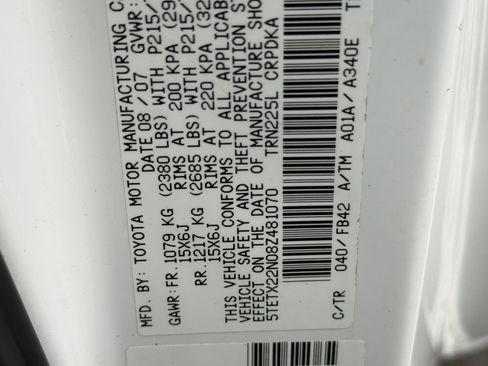 MFD. BY: TOYOTA MOTOR MANUFACTURING C
DATE 08 / 07 GVWR:
GAWR:FR. 1079 KG (2380 LBS) WITH P215/
15X6J RIMS AT 200 KPA (29
RR. 1217 KG (2685 LBS) WITH P215/
15X6J RIMS AT 220 KPA (32
THIS VEHICLE CONFORMS TO ALL APPLICAB
VEHICLE SAFETY AND THEFT PREVENTION ST
EFFECT ON THE DATE OF MANUFACTURE SHO
5TETX22N08Z481070 TRN225L CRPDKA
C/TR 040 / FB42 A/TM A01A / A340E